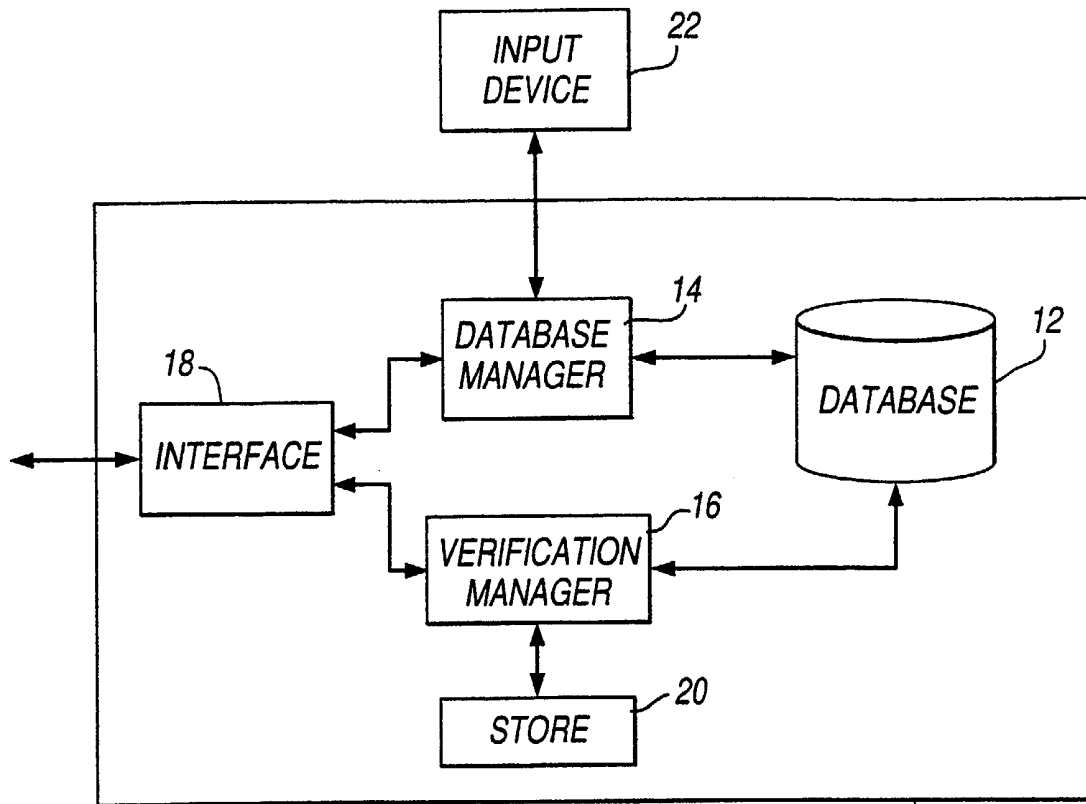 22
INPUT
DEVICE
14
DATABASE
MANAGER
12
DATABASE
18
INTERFACE
16
VERIFICATION
MANAGER
20
STORE